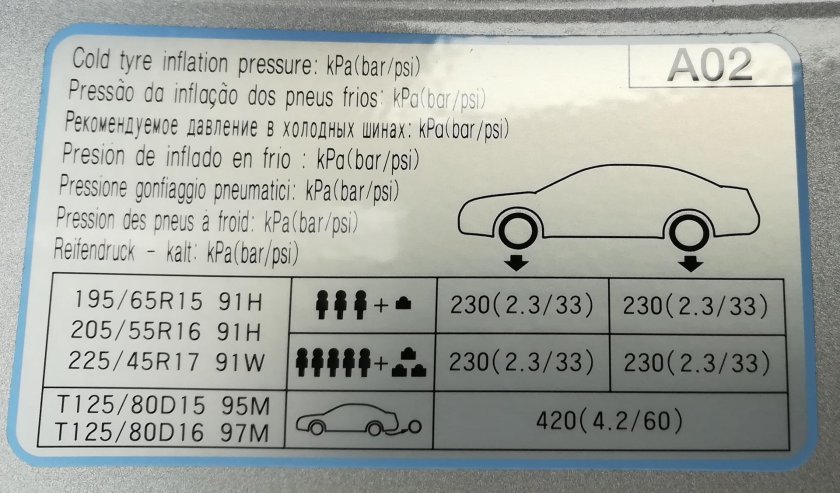 Cold tyre inflation pressure: kPa(bar/psi)
A02
Pressão da inflação dos pneus frios: kPa(bar/psi)
Рекомендуемое давление в холодных шинах: kPa(bar/psi)
Presión de inflado en frio : kPa(bar/psi)
Pressione gonfiaggio pneumatici: kPa(bar/psi)
Pression des pneus à froid: kPa(bar/psi)
Reifendruck - kalt: kPa(bar/psi)
195/65R15 91H
205/55R16 91H
225/45R17 91W
+ 230(2.3/33) 230(2.3/33)
+ 230(2.3/33) 230(2.3/33)
T125/80D15 95M
T125/80D16 97M
420(4.2/60)